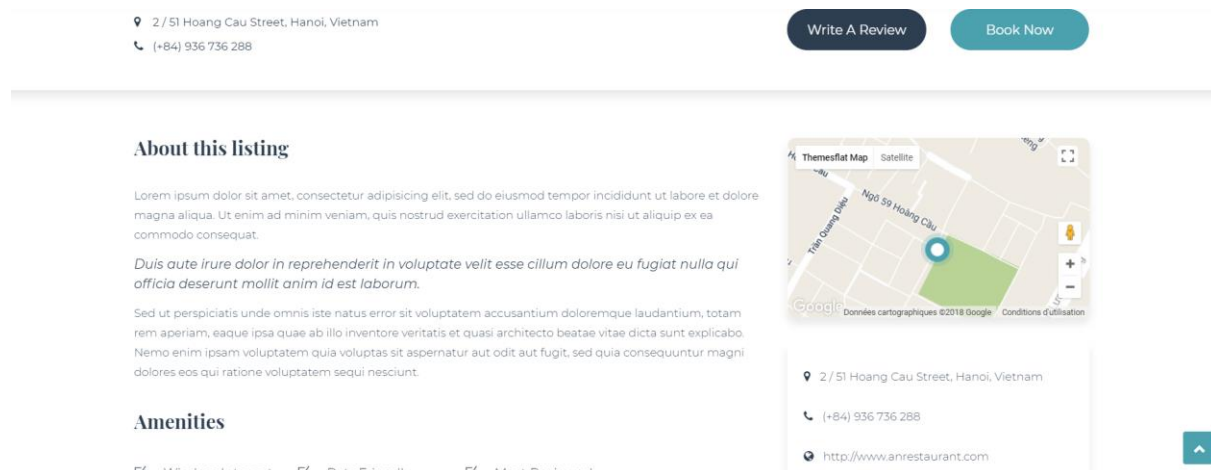 2 / 51 Hoang Cau Street, Hanoi, Vietnam
(+84) 936 736 288
Write A Review
Book Now
About this listing
Lorem ipsum dolor sit amet, consectetur adipisicing elit, sed do eiusmod tempor incididunt ut labore et dolore
magna aliqua. Ut enim ad minim veniam, quis nostrud exercitation ullamco laboris nisi ut aliquip ex ea
commodo consequat.
Duis aute irure dolor in reprehenderit in voluptate velit esse cillum dolore eu fugiat nulla qui
officia deserunt mollit anim id est laborum.
Sed ut perspiciatis unde omnis iste natus error sit voluptatem accusantium doloremque laudantium, totam
rem aperiam, eaque ipsa quae ab illo inventore veritatis et quasi architecto beatae vitae dicta sunt explicabo.
Nemo enim ipsam voluptatem quia voluptas sit aspernatur aut odit aut fugit, sed quia consequuntur magni
dolores eos qui ratione voluptatem sequi nesciunt.
Amenities
Themesflat Map
Satellite
Ngõ 59 Hoàng Cầu
Trần Quang Diệu
Google
Données cartographiques ©2018 Google
Conditions d'utilisation
2 / 51 Hoang Cau Street, Hanoi, Vietnam
(+84) 936 736 288
http://www.anrestaurant.com